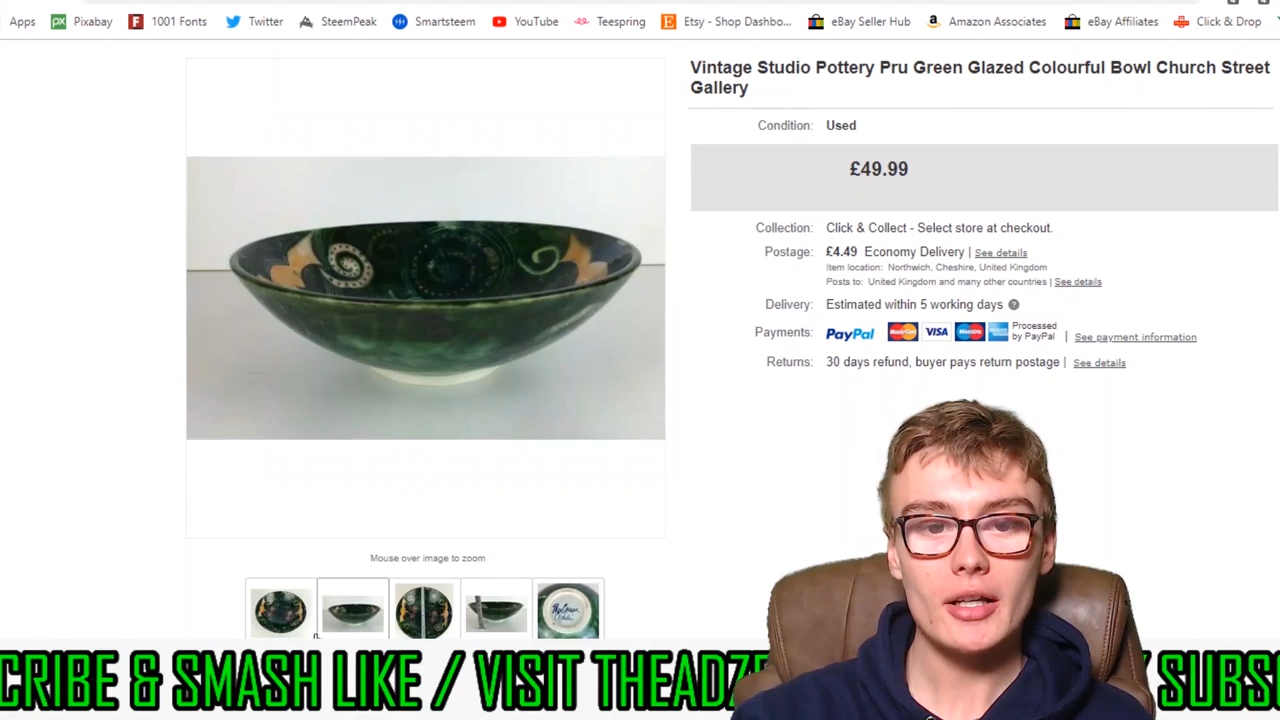 Apps Pixabay 1001 Fonts Twitter SteemPeak Smartsteem YouTube Teespring Etsy - Shop Dashbo... eBay Seller Hub Amazon Associates eBay Affiliates Click & Drop
Vintage Studio Pottery Pru Green Glazed Colourful Bowl Church Street
Gallery
Condition: Used
£49.99
Collection: Click & Collect - Select store at checkout.
Postage: £4.49 Economy Delivery | See details
Item location: Northwich, Cheshire, United Kingdom
Posts to: United Kingdom and many other countries | See details
Delivery: Estimated within 5 working days
Payments: PayPal MasterCard VISA Maestro Processed by PayPal | See payment information
Returns: 30 days refund, buyer pays return postage | See details
Mouse over image to zoom
CRIBE & SMASH LIKE / VISIT THEADZ SUBS